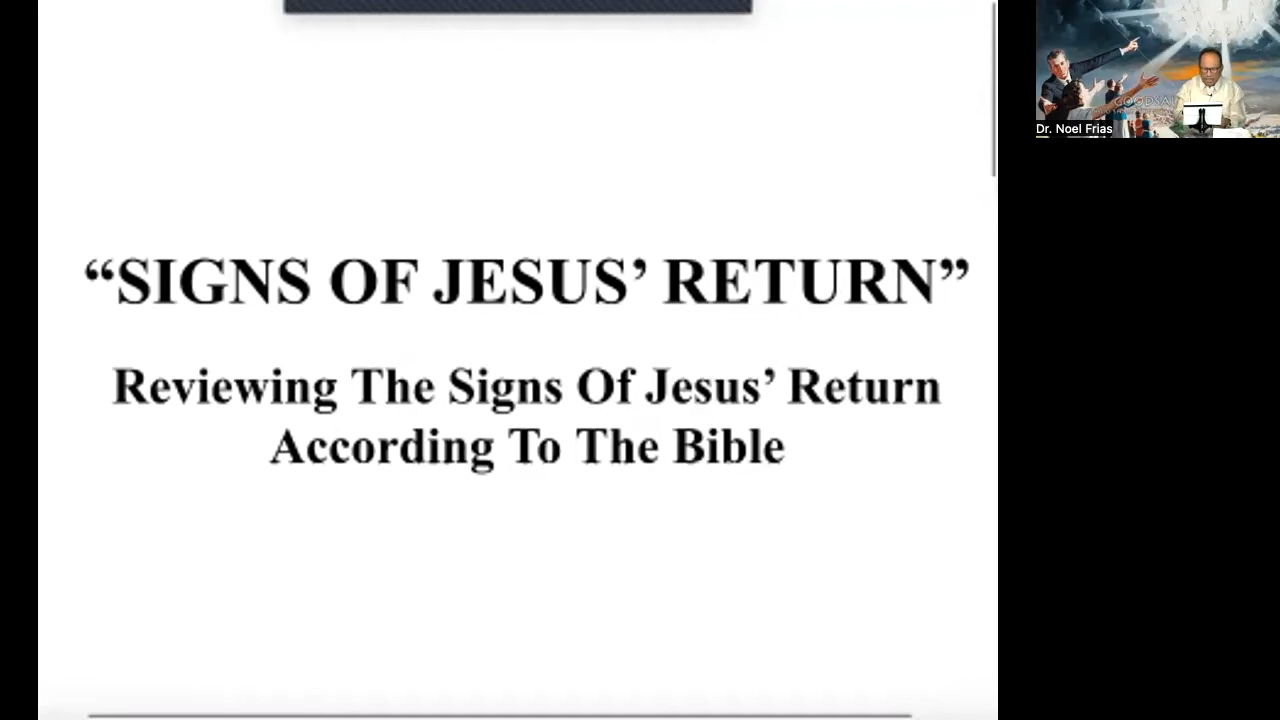 “SIGNS OF JESUS’ RETURN”
Reviewing The Signs Of Jesus’ Return
According To The Bible
Dr. Noel Frias